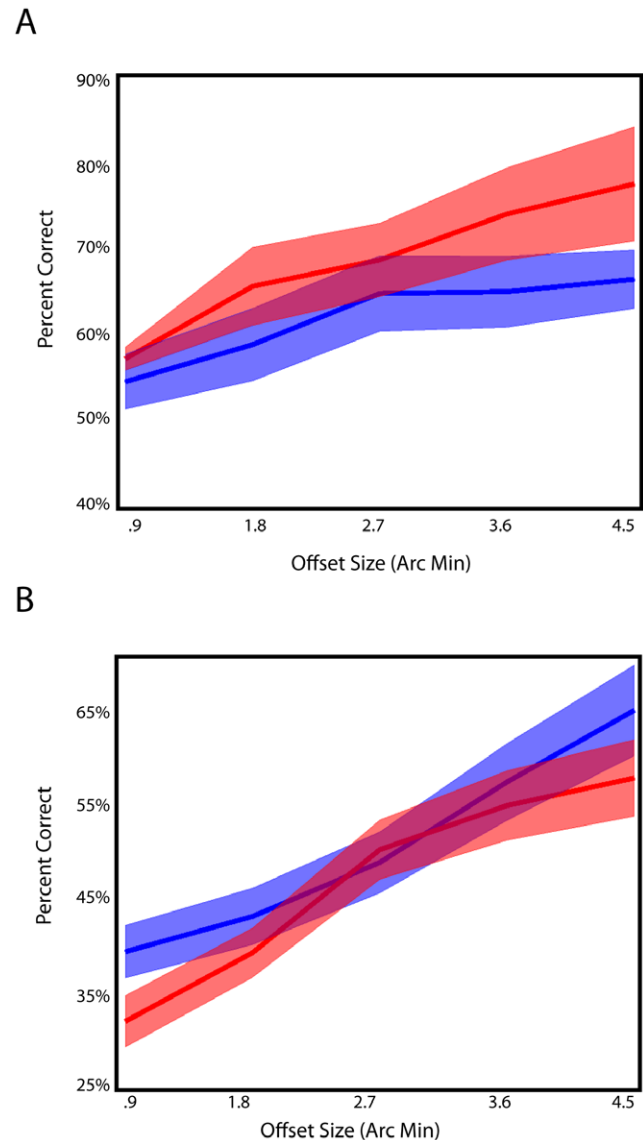 A
90%
80%
70%
60%
50%
40%
Percent Correct
.9 1.8 2.7 3.6 4.5
Offset Size (Arc Min)
B
65%
55%
45%
35%
25%
Percent Correct
.9 1.8 2.7 3.6 4.5
Offset Size (Arc Min)